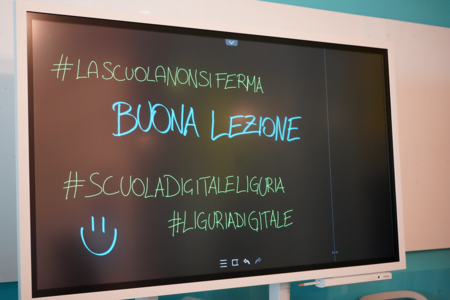 #LASCUOLANONSIFERMA
BUONA LEZIONE
#SCUOLADIGITALELIGURIA
#LIGURIADIGITALE